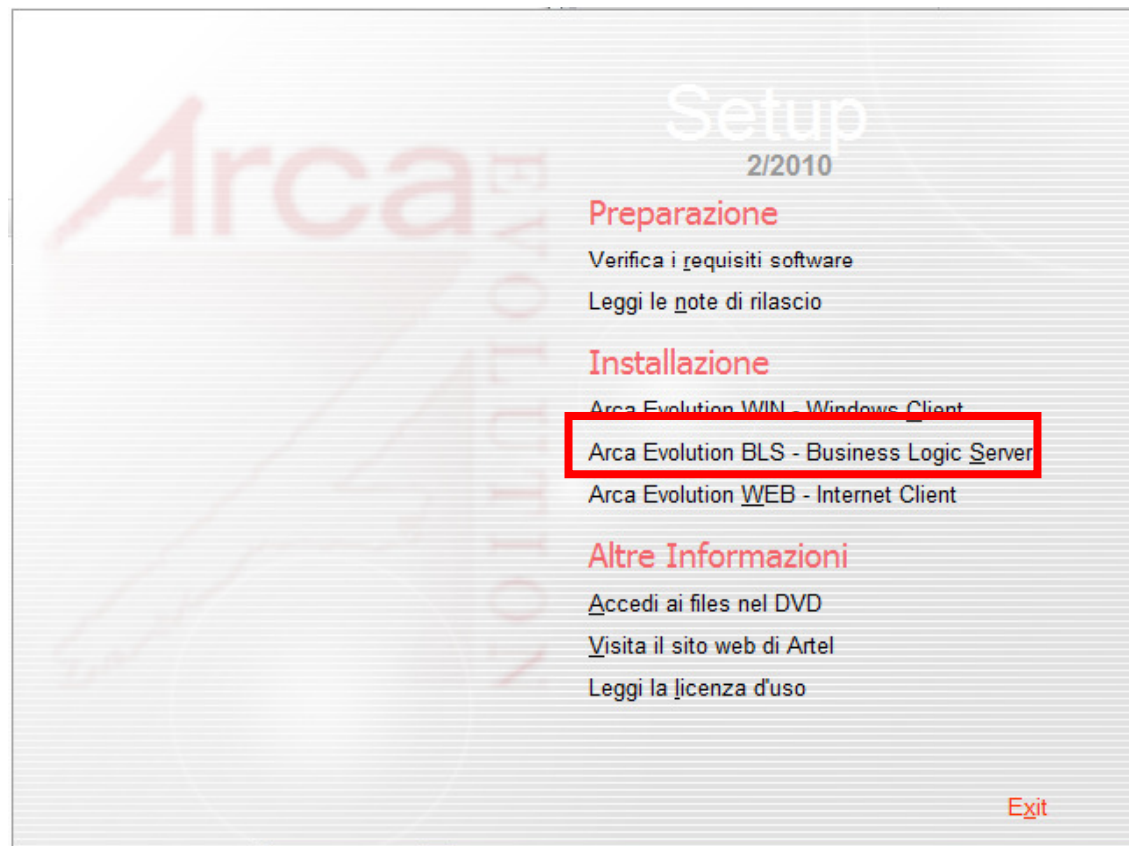 Arca
EVOLUTION
Setup
2/2010
Preparazione
Verifica i requisiti software
Leggi le note di rilascio
Installazione
Arca Evolution WIN - Windows Client
Arca Evolution BLS - Business Logic Server
Arca Evolution WEB - Internet Client
Altre Informazioni
Accedi ai files nel DVD
Visita il sito web di Artel
Leggi la licenza d'uso
Exit